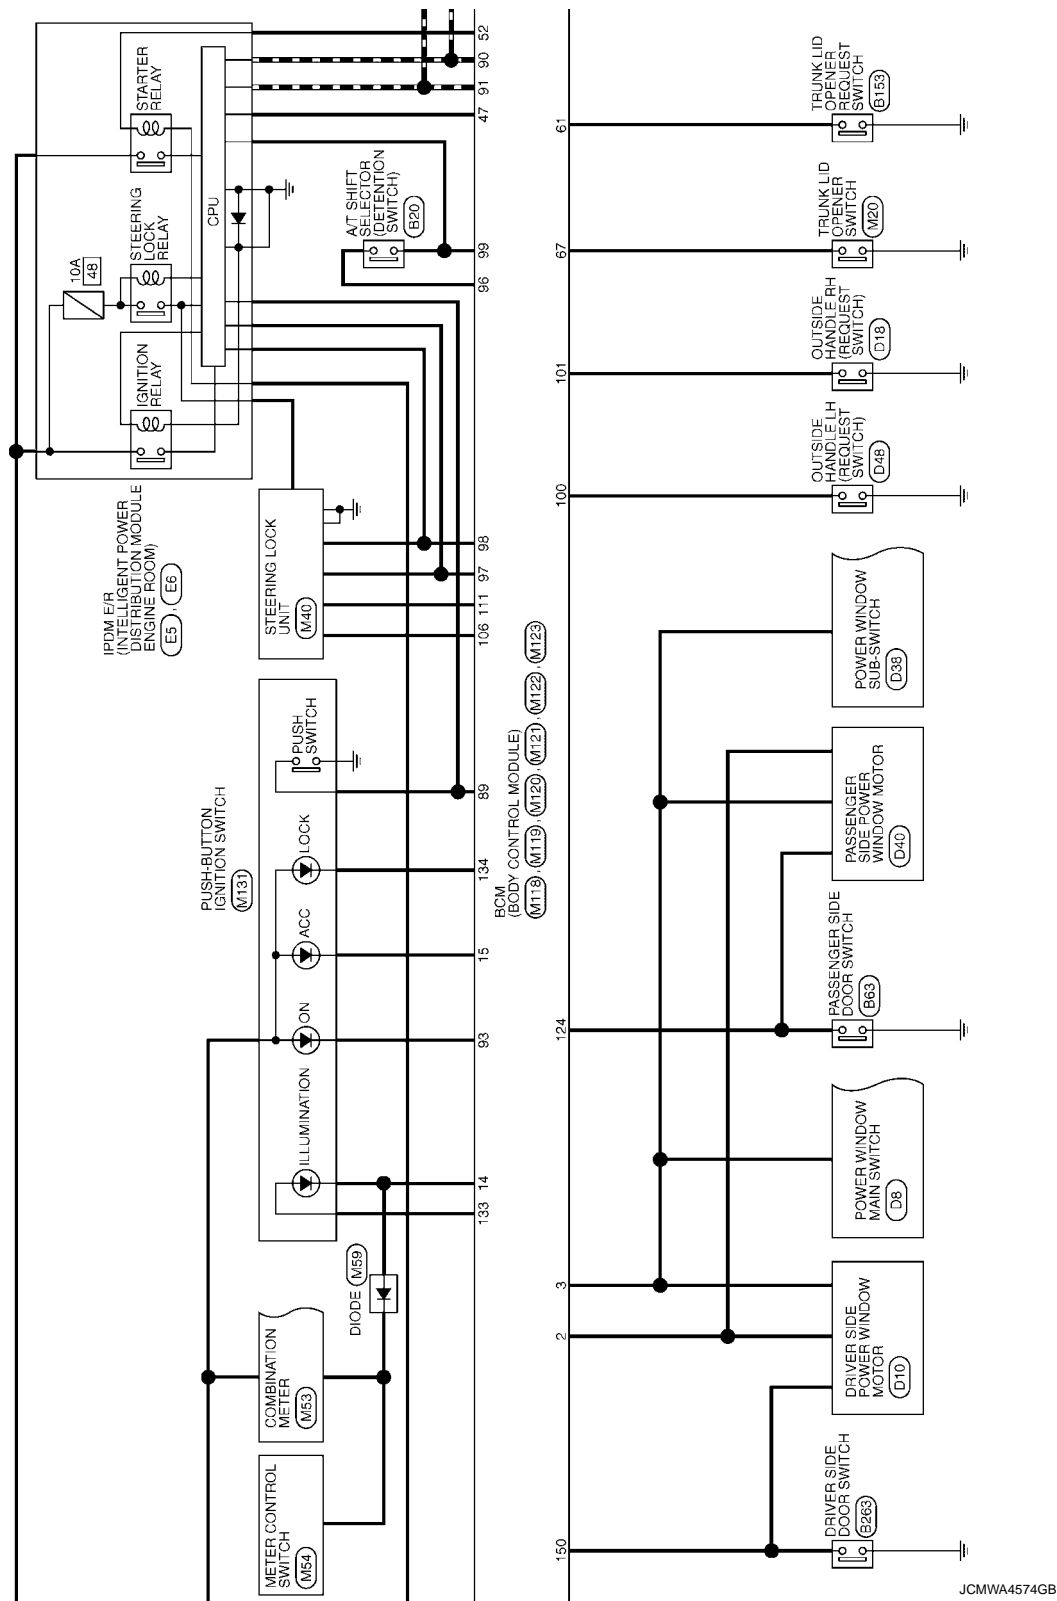 IPDM E/R
(INTELLIGENT POWER
DISTRIBUTION MODULE
ENGINE ROOM)
E5 , E6
STARTER
RELAY
STEERING
LOCK
RELAY
10A
48
IGNITION
RELAY
CPU
52
90
91
47
A/T SHIFT
SELECTOR
(DETENTION
SWITCH)
B20
99
96
STEERING LOCK
UNIT
M40
98
97
111
106
PUSH-BUTTON
IGNITION SWITCH
M131
PUSH
SWITCH
LOCK
ACC
ON
ILLUMINATION
89
134
15
93
14
133
DIODE
M59
COMBINATION
METER
M53
METER CONTROL
SWITCH
M54
BCM
(BODY CONTROL MODULE)
M118 , M119 , M120 , M121 , M122 , M123
61
TRUNK LID
OPENER
REQUEST
SWITCH
B153
67
TRUNK LID
OPENER
SWITCH
M20
101
OUTSIDE
HANDLE RH
(REQUEST
SWITCH)
D18
100
OUTSIDE
HANDLE LH
(REQUEST
SWITCH)
D48
POWER WINDOW
SUB-SWITCH
D38
PASSENGER
SIDE POWER
WINDOW MOTOR
D40
124
PASSENGER SIDE
DOOR SWITCH
B63
POWER WINDOW
MAIN SWITCH
D8
3
2
DRIVER SIDE
POWER WINDOW
MOTOR
D10
150
DRIVER SIDE
DOOR SWITCH
B263
JCMWA4574GB